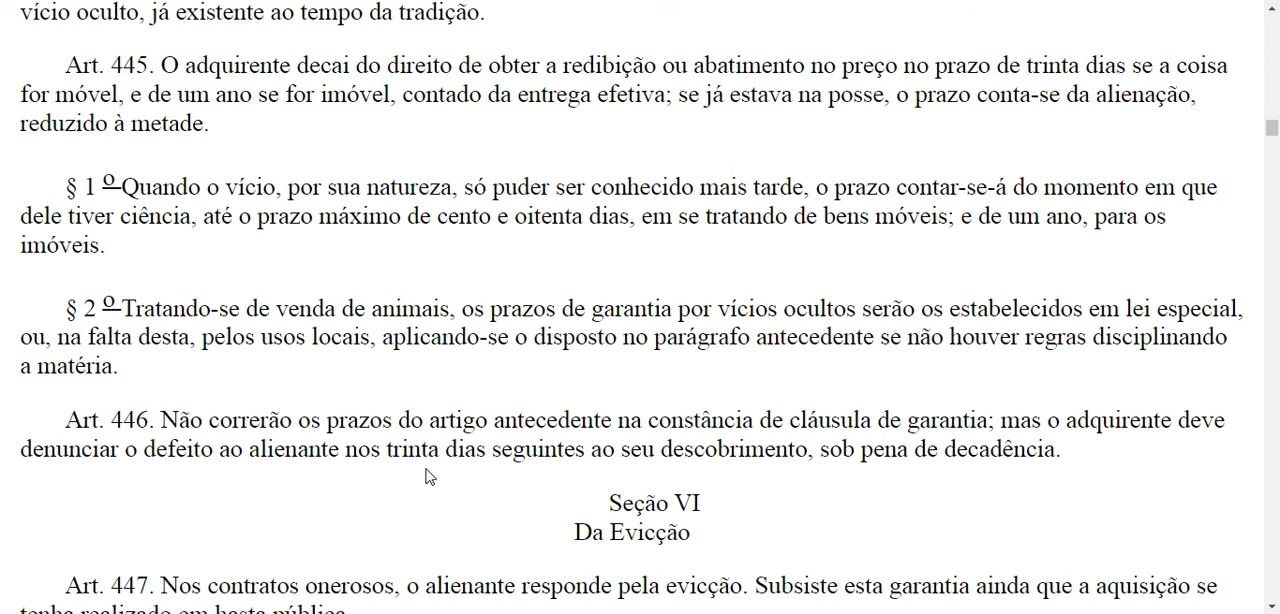 vício oculto, já existente ao tempo da tradição.
Art. 445. O adquirente decai do direito de obter a redibição ou abatimento no preço no prazo de trinta dias se a coisa
for móvel, e de um ano se for imóvel, contado da entrega efetiva; se já estava na posse, o prazo conta-se da alienação,
reduzido à metade.
§ 1 º Quando o vício, por sua natureza, só puder ser conhecido mais tarde, o prazo contar-se-á do momento em que
dele tiver ciência, até o prazo máximo de cento e oitenta dias, em se tratando de bens móveis; e de um ano, para os
imóveis.
§ 2 º Tratando-se de venda de animais, os prazos de garantia por vícios ocultos serão os estabelecidos em lei especial,
ou, na falta desta, pelos usos locais, aplicando-se o disposto no parágrafo antecedente se não houver regras disciplinando
a matéria.
Art. 446. Não correrão os prazos do artigo antecedente na constância de cláusula de garantia; mas o adquirente deve
denunciar o defeito ao alienante nos trinta dias seguintes ao seu descobrimento, sob pena de decadência.
Seção VI
Da Evicção
Art. 447. Nos contratos onerosos, o alienante responde pela evicção. Subsiste esta garantia ainda que a aquisição se
tenha realizado em hasta pública.